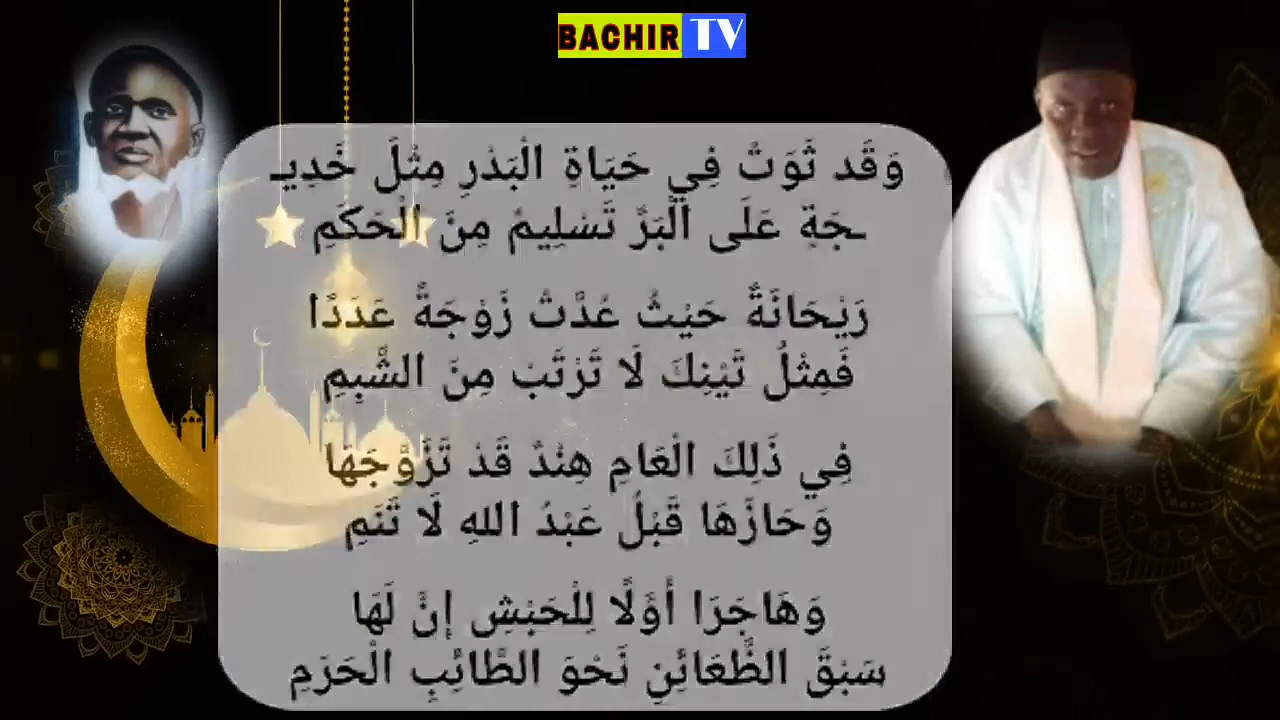 BACHIR TV
وَقَد ثَوَتْ فِي حَيَاةِ الْبَدْرِ مِثْلَ خَدِيـ
ـجَةِ عَلَى الْبَرِّ تَسْلِيمٌ مِنَ الْحَكَمِ
رَيْحَانَةٌ حَيْثُ عُدَّتْ زَوْجَةً عَدَدًا
فَمِثْلُ تَيْنِكَ لَا تَرْتَبْ مِنَ الشَّبِمِ
فِي ذَلِكَ الْعَامِ هِنْدٌ قَدْ تَزَوَّجَهَا
وَحَازَهَا قَبْلُ عَبْدُ اللهِ لَا تَنَمِ
وَهَاجَرَا أَوَّلًا لِلْحَبْشِ إِنَّ لَهَا
سَبْقَ الظَّعَائِنِ نَحْوَ الطَّائِبِ الْحَرَمِ